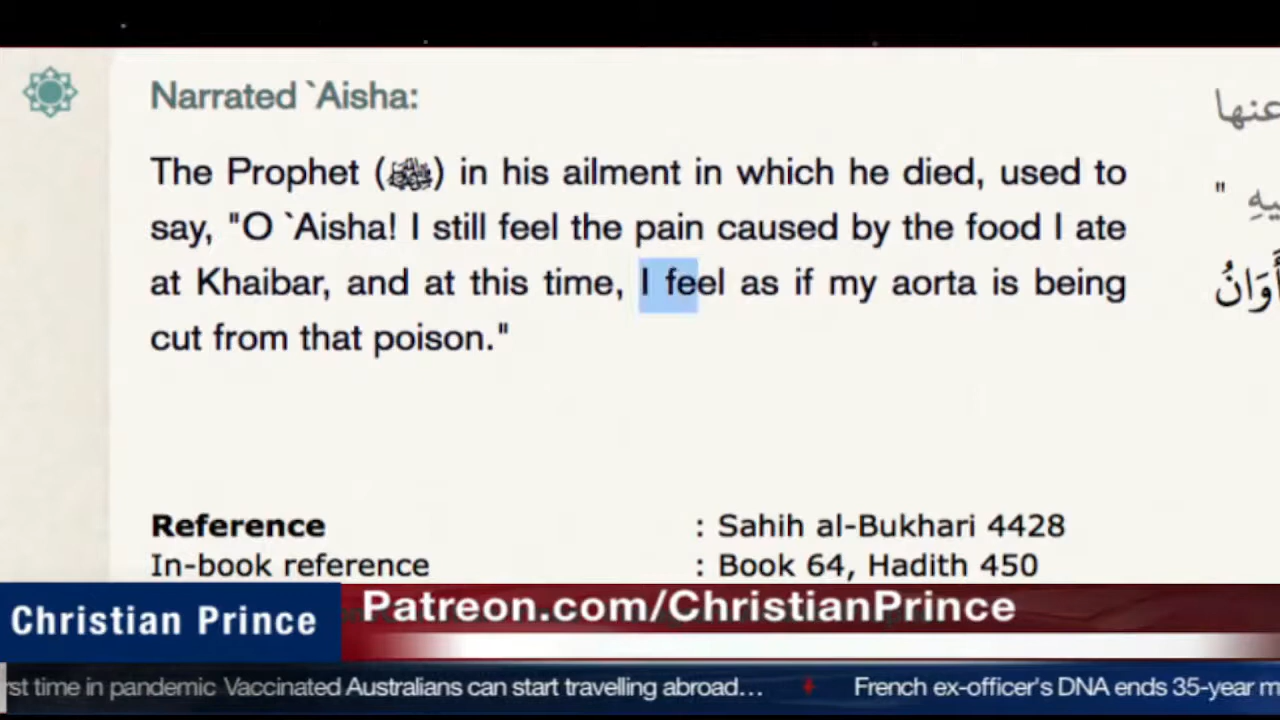 Narrated `Aisha:
The Prophet (ﷺ) in his ailment in which he died, used to
say, "O `Aisha! I still feel the pain caused by the food I ate
at Khaibar, and at this time, I feel as if my aorta is being
cut from that poison."
عنها
"
أَوَانُ
Reference : Sahih al-Bukhari 4428
In-book reference : Book 64, Hadith 450
Christian Prince
Patreon.com/ChristianPrince
rst time in pandemic Vaccinated Australians can start travelling abroad... French ex-officer's DNA ends 35-year m